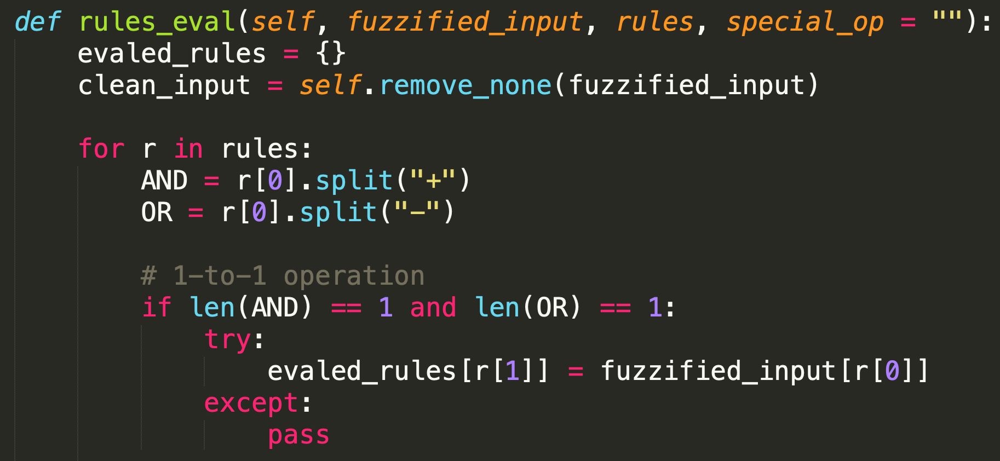 def rules_eval(self, fuzzified_input, rules, special_op = ""):
    evaled_rules = {}
    clean_input = self.remove_none(fuzzified_input)

    for r in rules:
        AND = r[0].split("+")
        OR = r[0].split("-")

        # 1-to-1 operation
        if len(AND) == 1 and len(OR) == 1:
            try:
                evaled_rules[r[1]] = fuzzified_input[r[0]]
            except:
                pass